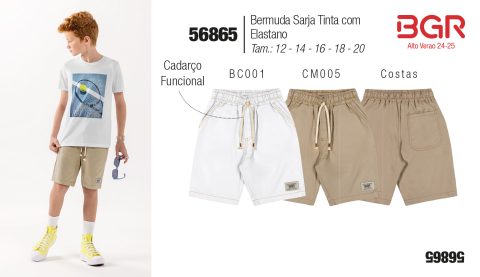 56865
Bermuda Sarja Tinta com
Elastano
Tam.: 12 - 14 - 16 - 18 - 20
BGR
Alto Verao 24-25
Cadarço
Funcional
BC001
CM005
Costas
56865